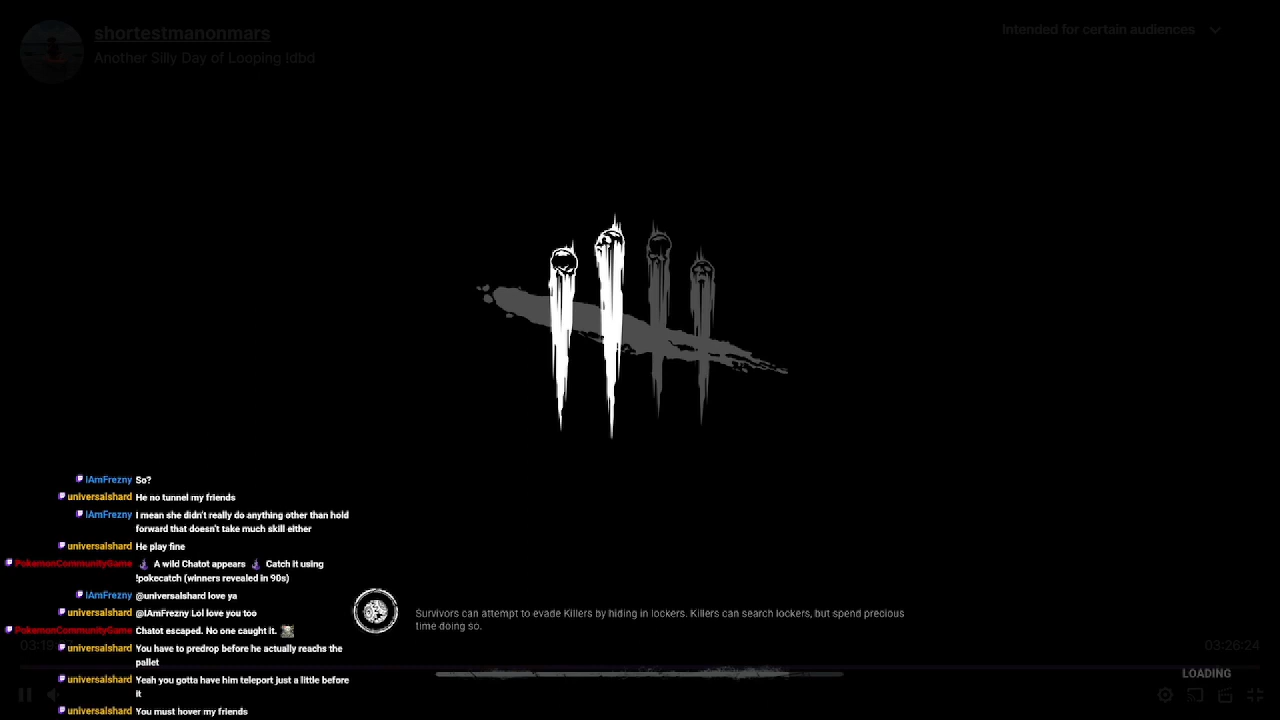 shortestmanonmars
Another Silly Day of Looping !dbd
Intended for certain audiences
IAmFrezny So?
universalshard He no tunnel my friends
IAmFrezny I mean she didn't really do anything other than hold
forward that doesn't take much skill either
universalshard He play fine
PokemonCommunityGame A wild Chatot appears Catch it using
!pokecatch (winners revealed in 90s)
IAmFrezny @universalshard love ya
universalshard @IAmFrezny Lol love you too
PokemonCommunityGame Chatot escaped. No one caught it.
universalshard You have to predrop before he actually reachs the
pallet
universalshard Yeah you gotta have him teleport just a little before
it
universalshard You must hover my friends
Survivors can attempt to evade Killers by hiding in lockers. Killers can search lockers, but spend precious
time doing so.
03:26:24
LOADING